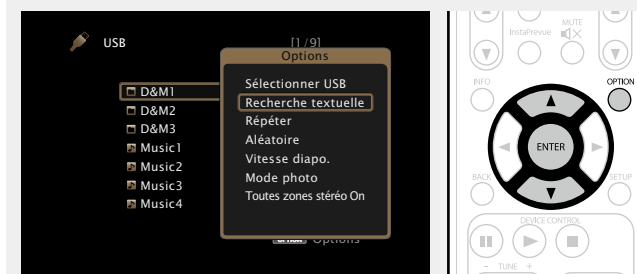 USB
[1/9]
Options
D&M1
D&M2
D&M3
Music1
Music2
Music3
Music4
Sélectionner USB
Recherche textuelle
Répéter
Aléatoire
Vitesse diapo.
Mode photo
Toutes zones stéréo On
OPTION Options
MUTE
InstaPrevue
INFO
OPTION
ENTER
BACK
SETUP
DEVICE CONTROL
- TUNE +